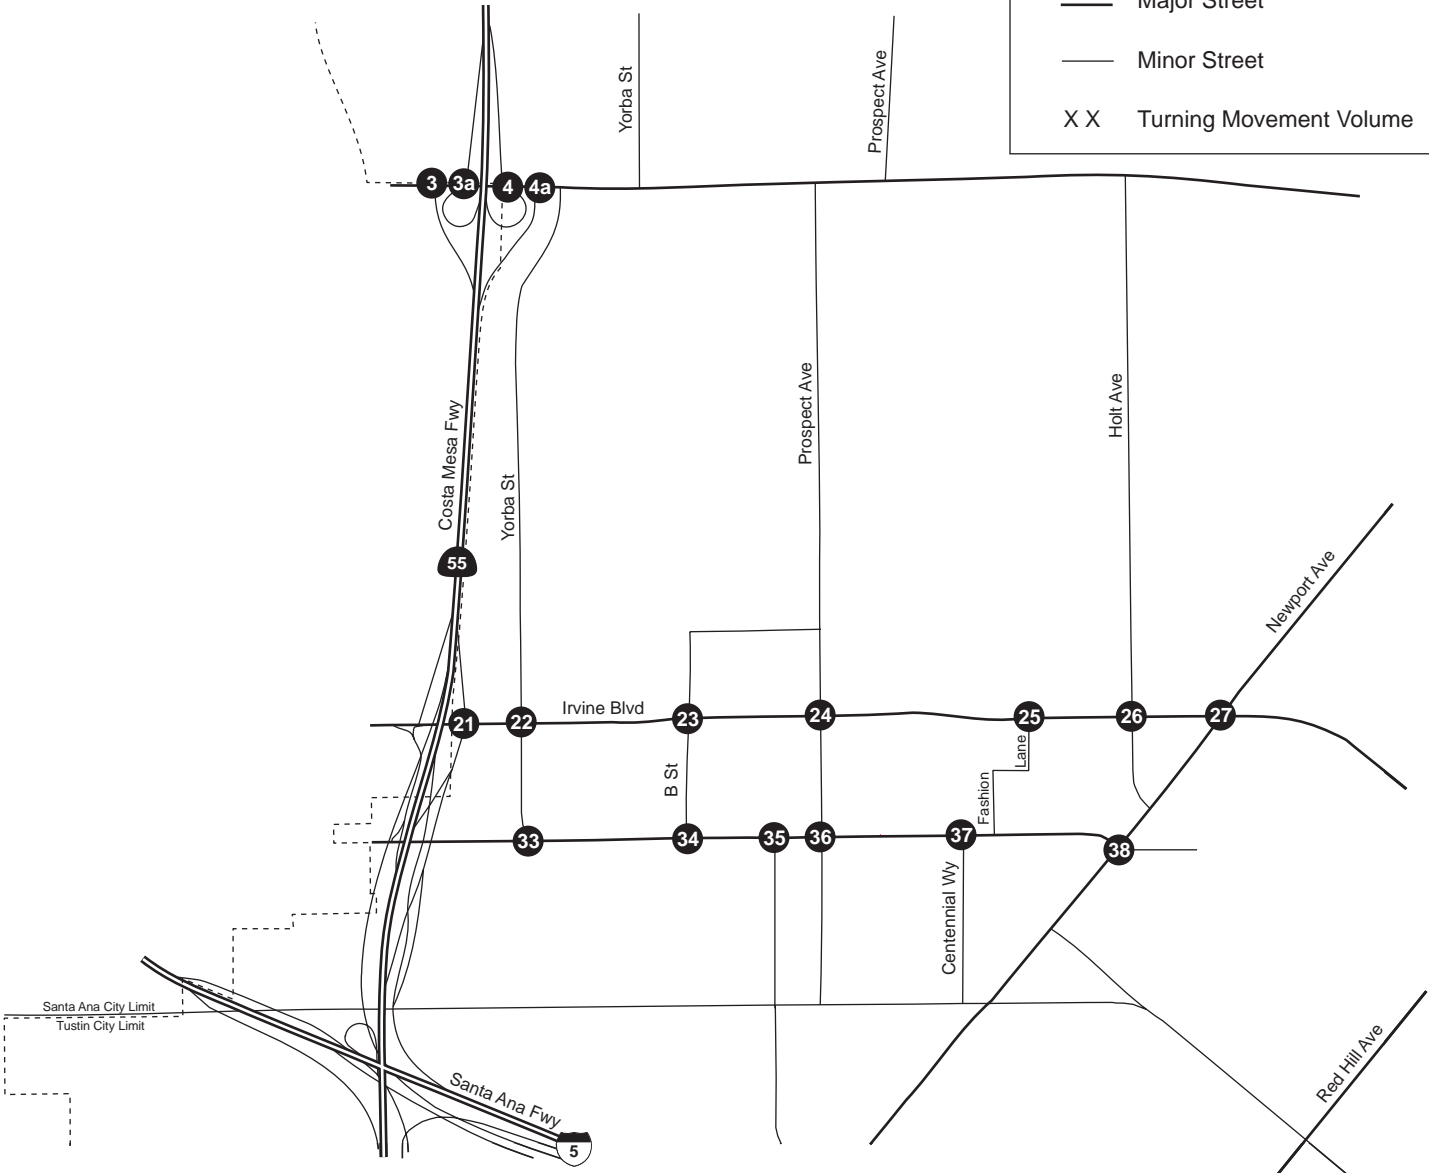 Major Street
Minor Street
X X Turning Movement Volume
Yorba St
Prospect Ave
3
3a
4
4a
Costa Mesa Fwy
Yorba St
Prospect Ave
Holt Ave
55
Newport Ave
21
22
Irvine Blvd
23
24
25
26
27
B St
Fashion
Lane
33
34
35
36
37
38
Centennial Wy
Santa Ana City Limit
Tustin City Limit
Santa Ana Fwy
5
Red Hill Ave